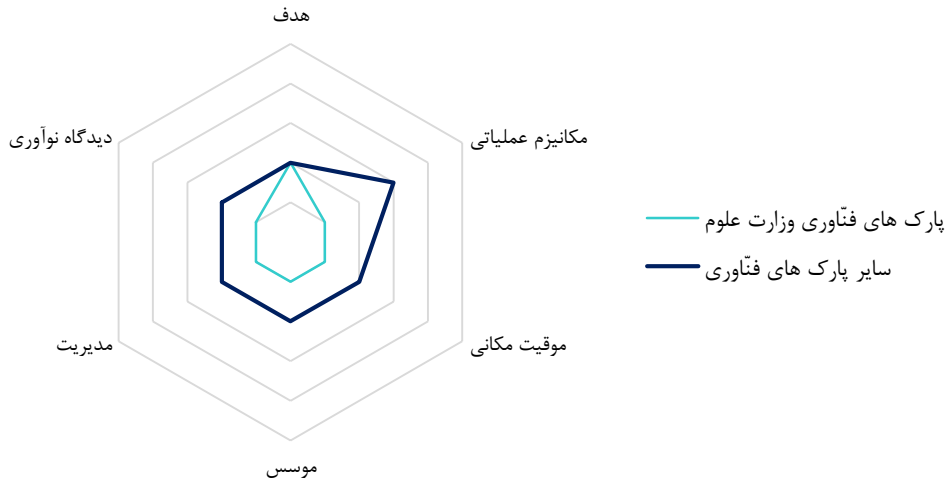 هدف
مکانیزم عملیاتی
دیدگاه نوآوری
پارک های فنّاوری وزارت علوم
سایر پارک های فنّاوری
موقیت مکانی
مدیریت
موسس